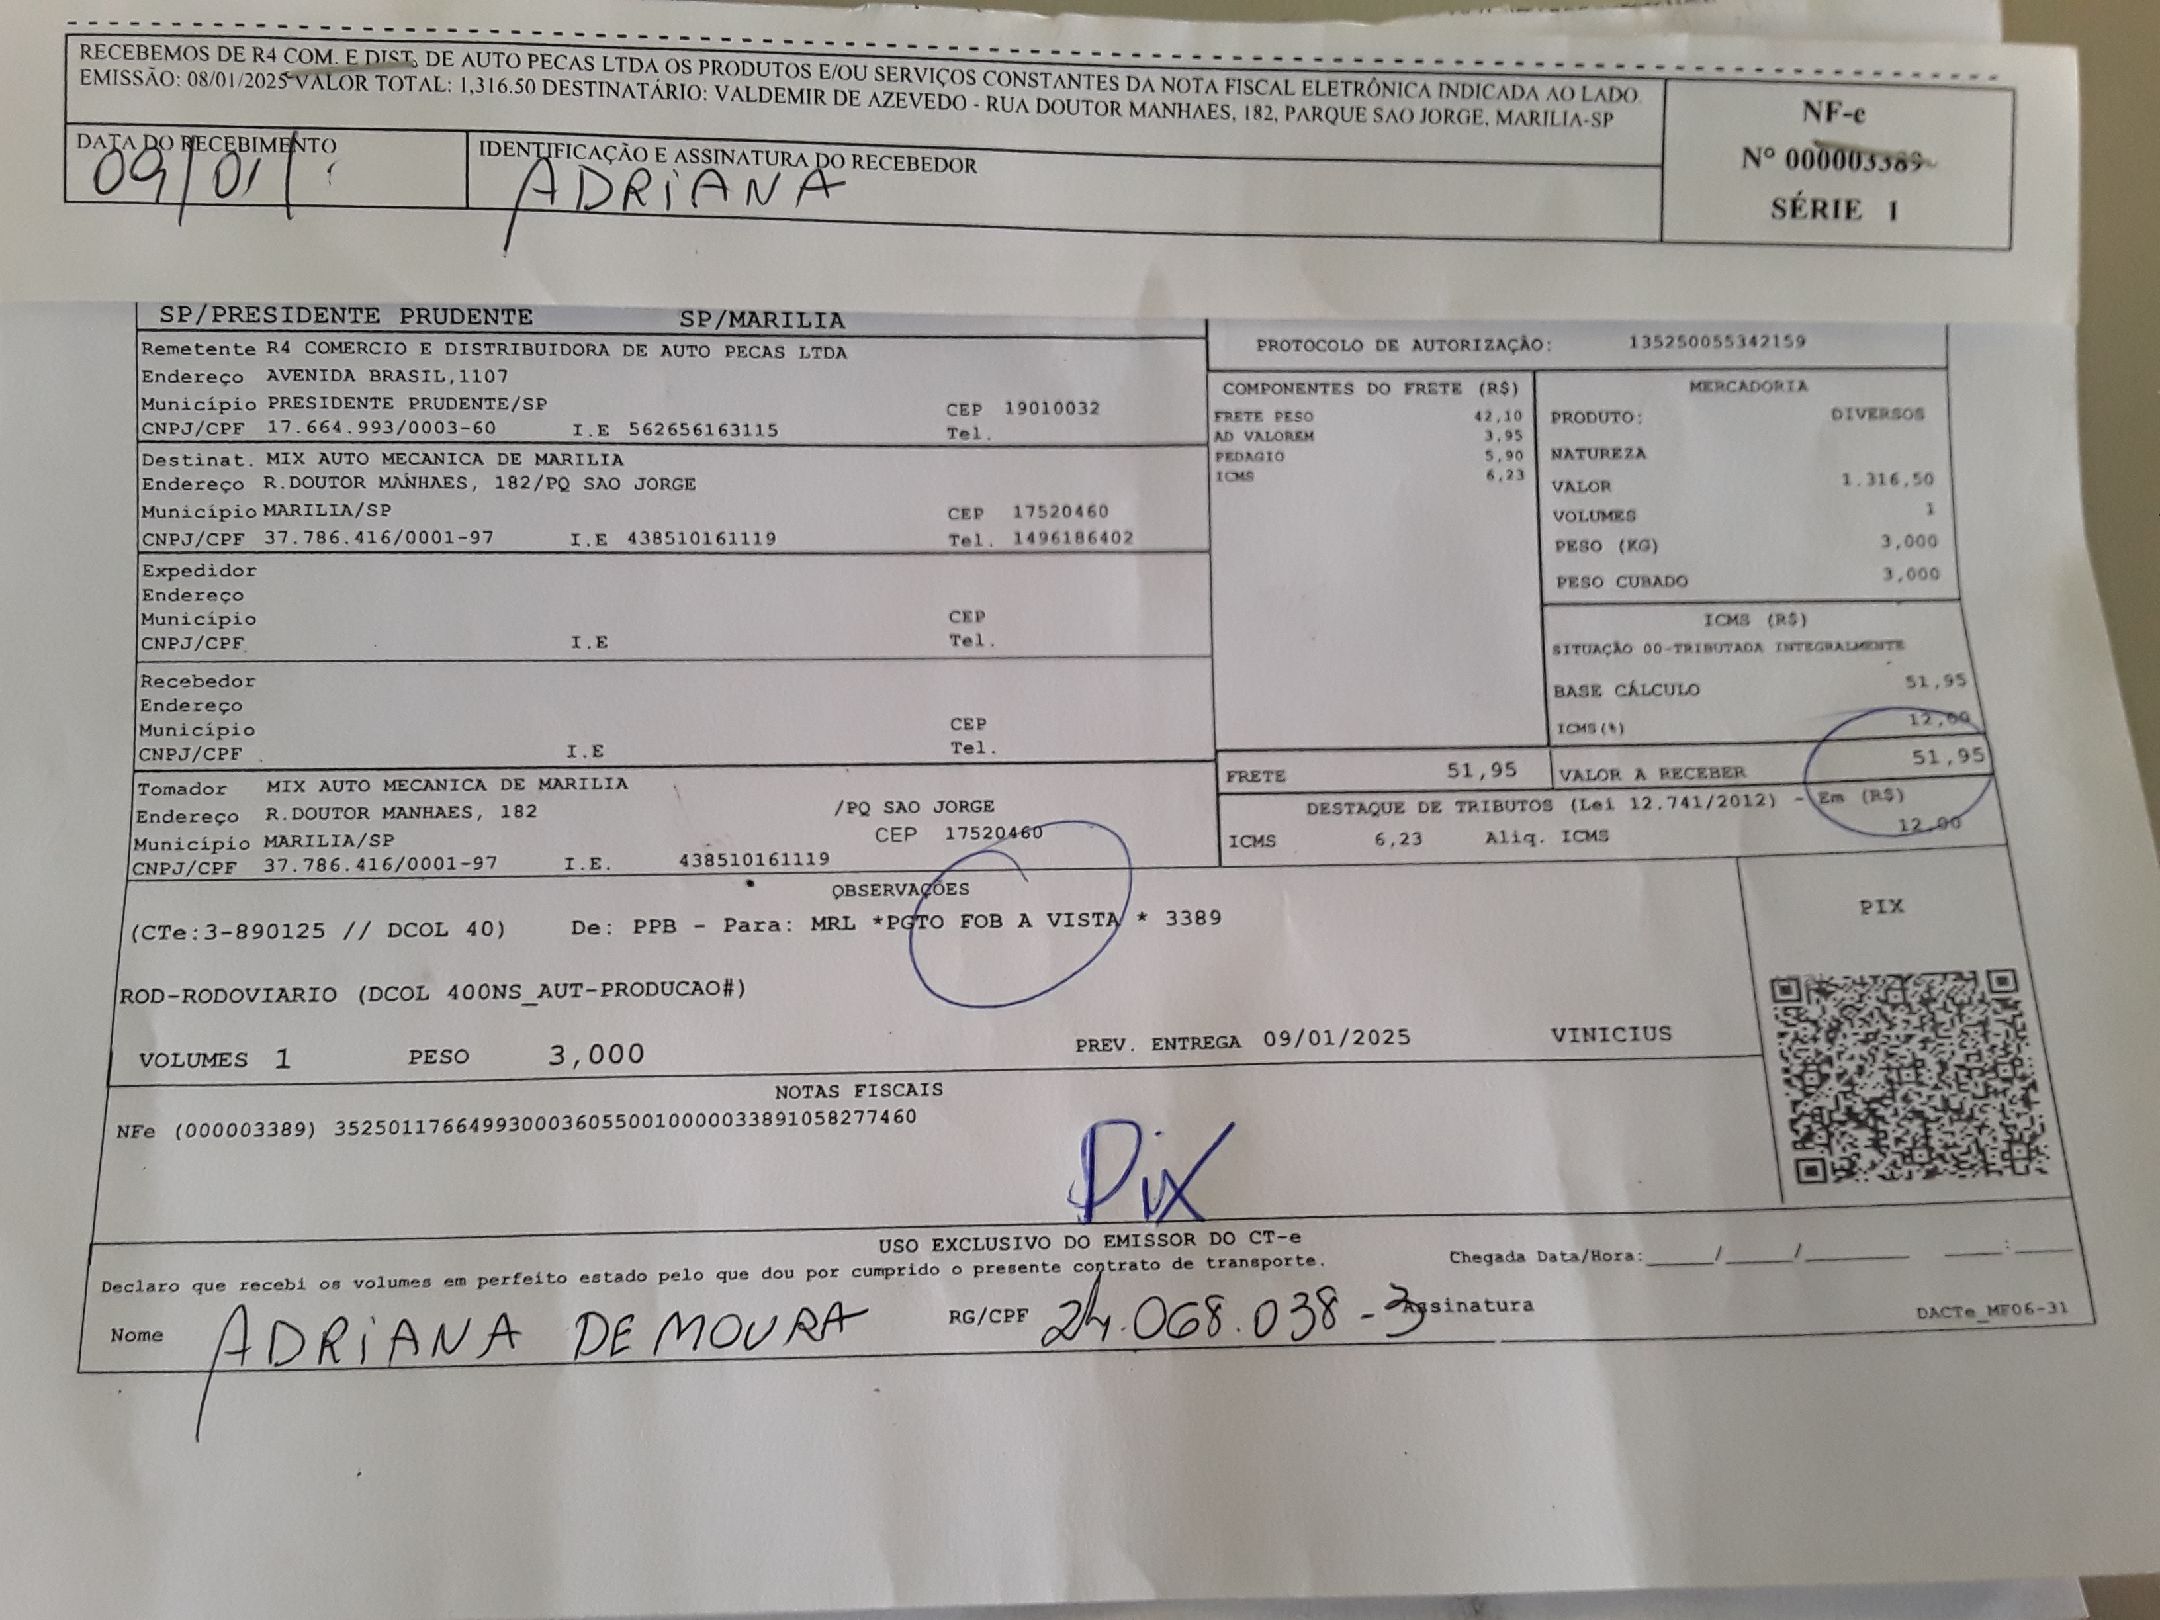 RECEBEMOS DE R4 COM. E DIST. DE AUTO PECAS LTDA OS PRODUTOS E/OU SERVIÇOS CONSTANTES DA NOTA FISCAL ELETRÔNICA INDICADA AO LADO.
EMISSÃO: 08/01/2025 VALOR TOTAL: 1,316.50 DESTINATÁRIO: VALDEMIR DE AZEVEDO - RUA DOUTOR MANHAES, 182, PARQUE SAO JORGE, MARILIA-SP
NF-e
Nº 000003389
SÉRIE 1
DATA DO RECEBIMENTO
09/01/
IDENTIFICAÇÃO E ASSINATURA DO RECEBEDOR
ADRIANA
SP/PRESIDENTE PRUDENTE SP/MARILIA
Remetente R4 COMERCIO E DISTRIBUIDORA DE AUTO PECAS LTDA
Endereço AVENIDA BRASIL,1107
Município PRESIDENTE PRUDENTE/SP CEP 19010032
CNPJ/CPF 17.664.993/0003-60 I.E 562656163115 Tel.
Destinat. MIX AUTO MECANICA DE MARILIA
Endereço R.DOUTOR MANHAES, 182/PQ SAO JORGE
Município MARILIA/SP CEP 17520460
CNPJ/CPF 37.786.416/0001-97 I.E 438510161119 Tel. 1496186402
Expedidor
Endereço
Município CEP
CNPJ/CPF I.E Tel.
Recebedor
Endereço
Município CEP
CNPJ/CPF I.E Tel.
Tomador MIX AUTO MECANICA DE MARILIA
Endereço R.DOUTOR MANHAES, 182 /PQ SAO JORGE
Município MARILIA/SP CEP 17520460
CNPJ/CPF 37.786.416/0001-97 I.E. 438510161119
PROTOCOLO DE AUTORIZAÇÃO: 135250055342159
COMPONENTES DO FRETE (R$)
FRETE PESO 42,10
AD VALOREM 3,95
PEDAGIO 5,90
ICMS 6,23
MERCADORIA
PRODUTO: DIVERSOS
NATUREZA
VALOR 1.316,50
VOLUMES 1
PESO (KG) 3,000
PESO CUBADO 3,000
ICMS (R$)
SITUAÇÃO 00-TRIBUTADA INTEGRALMENTE
BASE CÁLCULO 51,95
ICMS(%) 12,00
FRETE 51,95 VALOR A RECEBER 51,95
DESTAQUE DE TRIBUTOS (Lei 12.741/2012) - Em (R$)
ICMS 6,23 Aliq. ICMS 12,00
OBSERVAÇÕES
(CTe:3-890125 // DCOL 40) De: PPB - Para: MRL *PGTO FOB A VISTA * 3389
ROD-RODOVIARIO (DCOL 400NS_AUT-PRODUCAO#)
VOLUMES 1 PESO 3,000 PREV. ENTREGA 09/01/2025 VINICIUS
PIX
NOTAS FISCAIS
NFe (000003389) 35250117664993000360550010000033891058277460
Pix
USO EXCLUSIVO DO EMISSOR DO CT-e
Declaro que recebi os volumes em perfeito estado pelo que dou por cumprido o presente contrato de transporte. Chegada Data/Hora:____/____/______ ____:____
Nome ADRIANA DE MOURA RG/CPF 24.068.038-3 Assinatura
DACTe_MF06-31